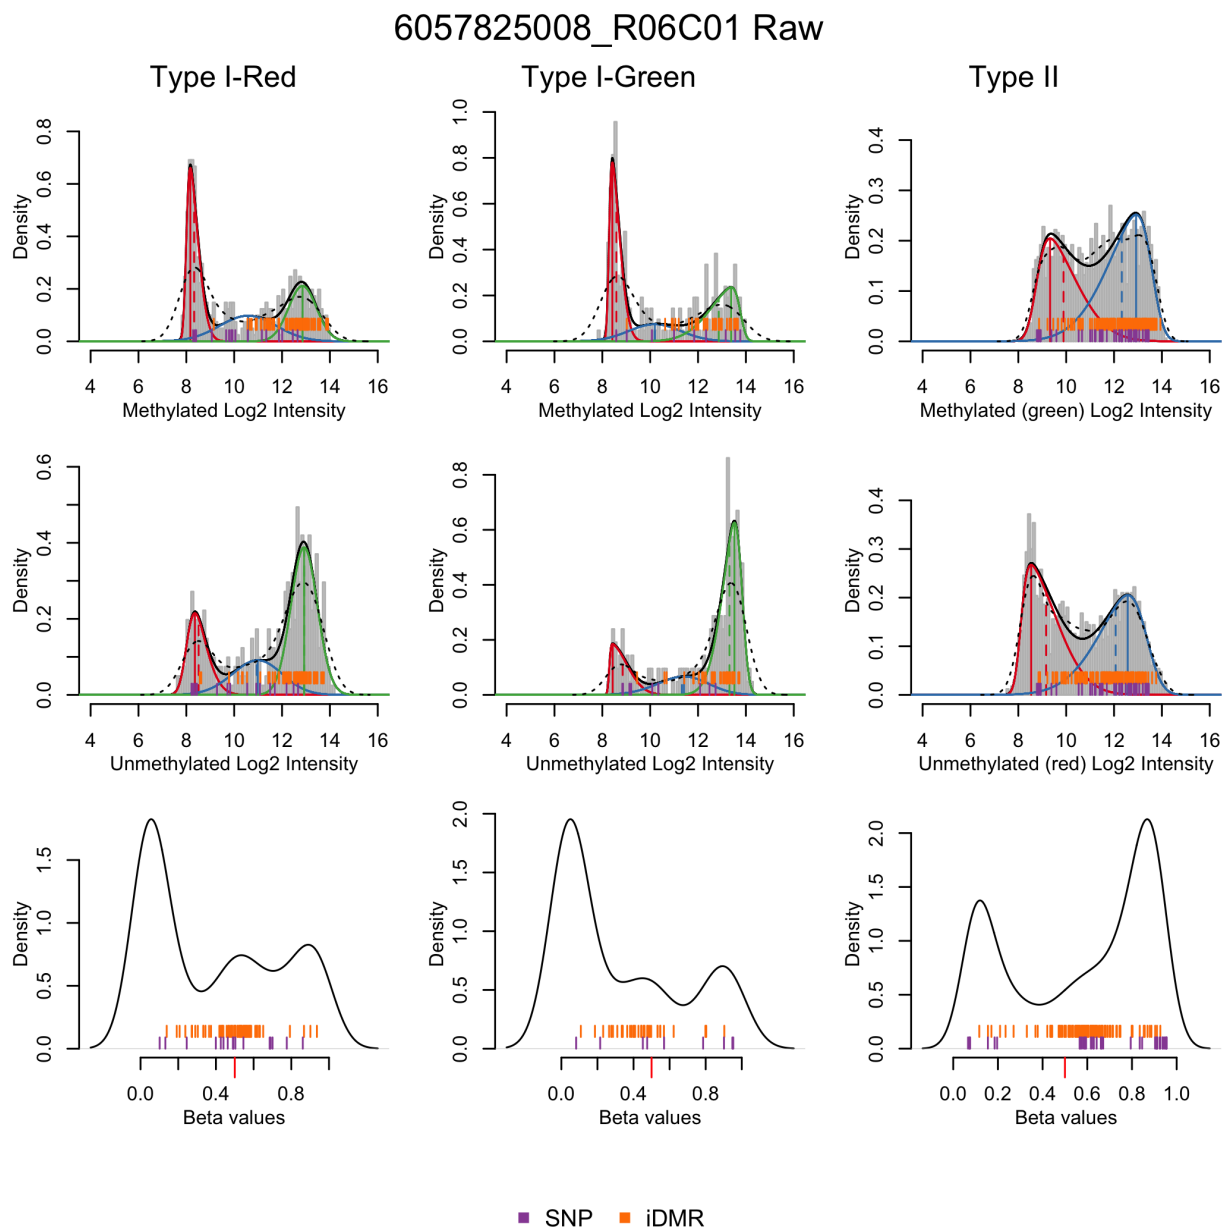 6057825008_R06C01 Raw
Type I-Red
Type I-Green
Type II
Density
0.0 0.2 0.4 0.6 0.8
4 6 8 10 12 14 16
Methylated Log2 Intensity
Density
0.0 0.2 0.4 0.6 0.8 1.0
4 6 8 10 12 14 16
Methylated Log2 Intensity
Density
0.0 0.1 0.2 0.3 0.4
4 6 8 10 12 14 16
Methylated (green) Log2 Intensity
Density
0.0 0.2 0.4 0.6
4 6 8 10 12 14 16
Unmethylated Log2 Intensity
Density
0.0 0.2 0.4 0.6 0.8
4 6 8 10 12 14 16
Unmethylated Log2 Intensity
Density
0.0 0.1 0.2 0.3 0.4
4 6 8 10 12 14 16
Unmethylated (red) Log2 Intensity
Density
0.0 0.5 1.0 1.5
0.0 0.4 0.8
Beta values
Density
0.0 0.5 1.0 1.5 2.0
0.0 0.4 0.8
Beta values
Density
0.0 0.5 1.0 1.5 2.0
0.0 0.2 0.4 0.6 0.8 1.0
Beta values
SNP iDMR